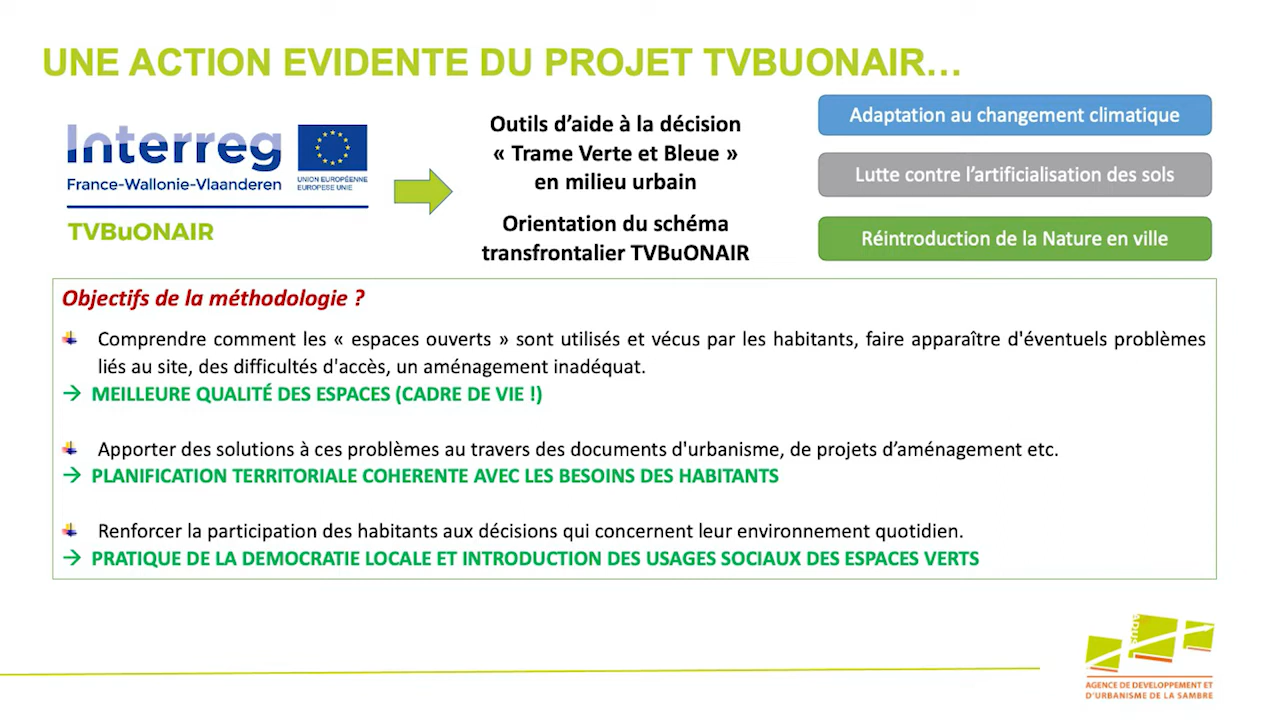 UNE ACTION EVIDENTE DU PROJET TVBUONAIR...
Interreg
UNION EUROPÉENNE
EUROPESE UNIE
France-Wallonie-Vlaanderen
TVBuONAIR
Outils d’aide à la décision
« Trame Verte et Bleue »
en milieu urbain
Orientation du schéma
transfrontalier TVBuONAIR
Adaptation au changement climatique
Lutte contre l’artificialisation des sols
Réintroduction de la Nature en ville
Objectifs de la méthodologie ?
Comprendre comment les « espaces ouverts » sont utilisés et vécus par les habitants, faire apparaître d'éventuels problèmes
liés au site, des difficultés d'accès, un aménagement inadéquat.
→ MEILLEURE QUALITÉ DES ESPACES (CADRE DE VIE !)
Apporter des solutions à ces problèmes au travers des documents d'urbanisme, de projets d’aménagement etc.
→ PLANIFICATION TERRITORIALE COHERENTE AVEC LES BESOINS DES HABITANTS
Renforcer la participation des habitants aux décisions qui concernent leur environnement quotidien.
→ PRATIQUE DE LA DEMOCRATIE LOCALE ET INTRODUCTION DES USAGES SOCIAUX DES ESPACES VERTS
ADUS
AGENCE DE DEVELOPPEMENT ET
D'URBANISME DE LA SAMBRE